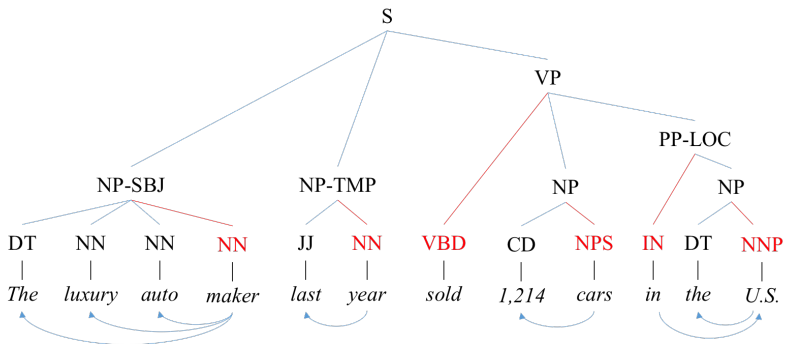 S
VP
PP-LOC
NP-SBJ NP-TMP NP NP
DT NN NN NN JJ NN VBD CD NPS IN DT NNP
The luxury auto maker last year sold 1,214 cars in the U.S.